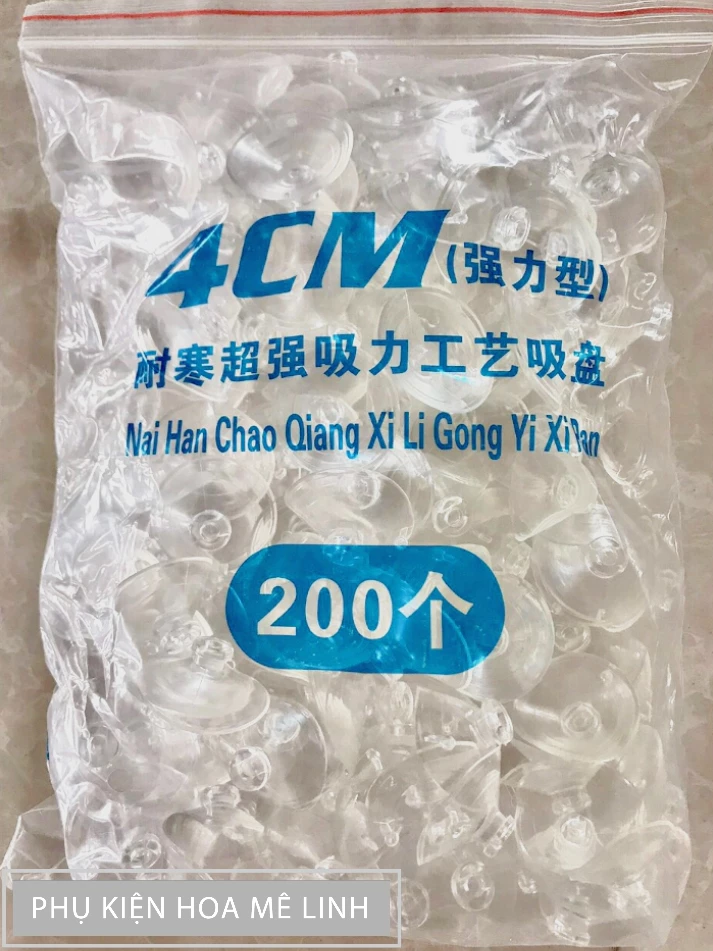 4CM (强力型)
耐寒超强吸力工艺吸盘
Nai Han Chao Qiang Xi Li Gong Yi Xi Pan
200个
PHỤ KIỆN HOA MÊ LINH